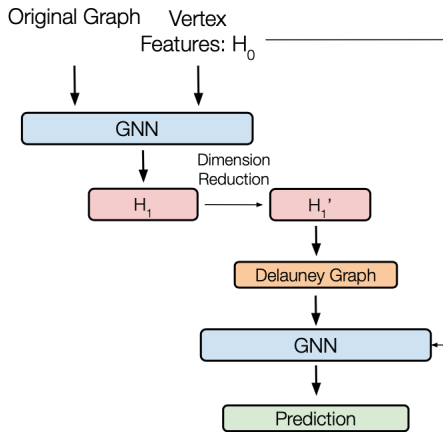 Original Graph
Vertex
Features: H₀
GNN
Dimension
Reduction
H₁
H₁'
Delauney Graph
GNN
Prediction